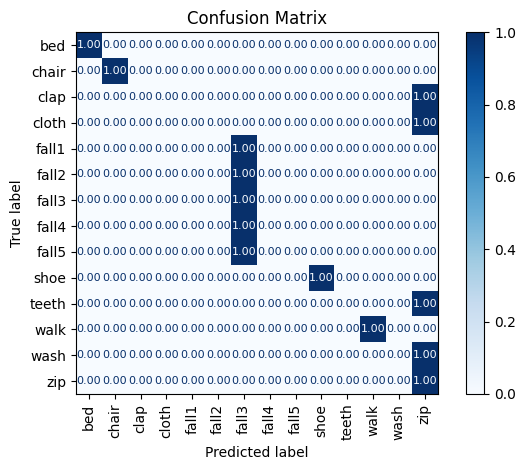 Confusion Matrix
bed 1.00 0.00 0.00 0.00 0.00 0.00 0.00 0.00 0.00 0.00 0.00 0.00 0.00 0.00
chair 0.00 1.00 0.00 0.00 0.00 0.00 0.00 0.00 0.00 0.00 0.00 0.00 0.00 0.00
clap 0.00 0.00 0.00 0.00 0.00 0.00 0.00 0.00 0.00 0.00 0.00 0.00 0.00 1.00
cloth 0.00 0.00 0.00 0.00 0.00 0.00 0.00 0.00 0.00 0.00 0.00 0.00 0.00 1.00
fall1 0.00 0.00 0.00 0.00 0.00 0.00 1.00 0.00 0.00 0.00 0.00 0.00 0.00 0.00
fall2 0.00 0.00 0.00 0.00 0.00 0.00 1.00 0.00 0.00 0.00 0.00 0.00 0.00 0.00
fall3 0.00 0.00 0.00 0.00 0.00 0.00 1.00 0.00 0.00 0.00 0.00 0.00 0.00 0.00
fall4 0.00 0.00 0.00 0.00 0.00 0.00 1.00 0.00 0.00 0.00 0.00 0.00 0.00 0.00
fall5 0.00 0.00 0.00 0.00 0.00 0.00 1.00 0.00 0.00 0.00 0.00 0.00 0.00 0.00
shoe 0.00 0.00 0.00 0.00 0.00 0.00 0.00 0.00 0.00 1.00 0.00 0.00 0.00 0.00
teeth 0.00 0.00 0.00 0.00 0.00 0.00 0.00 0.00 0.00 0.00 0.00 0.00 0.00 1.00
walk 0.00 0.00 0.00 0.00 0.00 0.00 0.00 0.00 0.00 0.00 0.00 1.00 0.00 0.00
wash 0.00 0.00 0.00 0.00 0.00 0.00 0.00 0.00 0.00 0.00 0.00 0.00 0.00 1.00
zip 0.00 0.00 0.00 0.00 0.00 0.00 0.00 0.00 0.00 0.00 0.00 0.00 0.00 1.00
True label
bed chair clap cloth fall1 fall2 fall3 fall4 fall5 shoe teeth walk wash zip
Predicted label
1.0
0.8
0.6
0.4
0.2
0.0